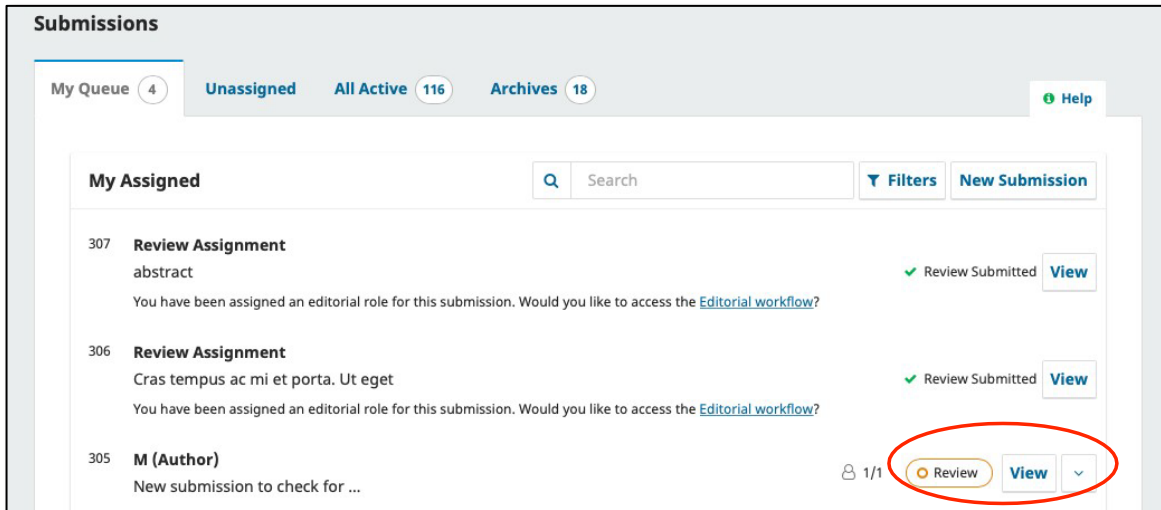 Submissions
My Queue 4 Unassigned All Active 116 Archives 18
Help
My Assigned Search Filters New Submission
307 Review Assignment
abstract
Review Submitted View
You have been assigned an editorial role for this submission. Would you like to access the Editorial workflow?
306 Review Assignment
Cras tempus ac mi et porta. Ut eget
Review Submitted View
You have been assigned an editorial role for this submission. Would you like to access the Editorial workflow?
305 M (Author)
1/1 Review View
New submission to check for ...